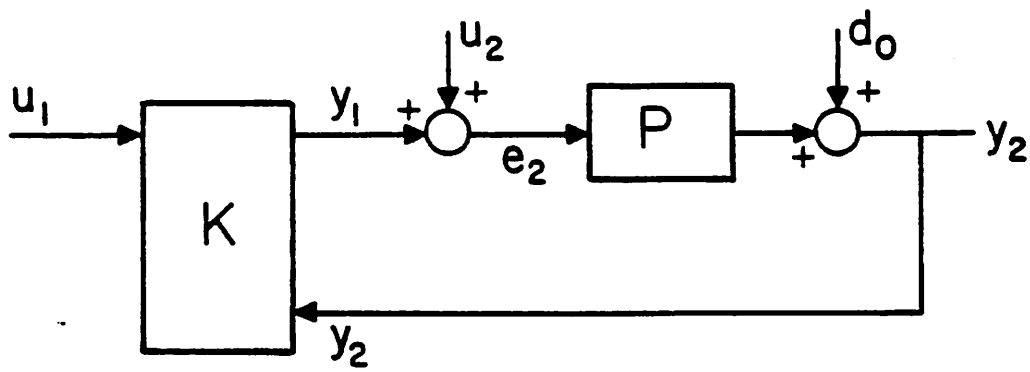 u₂
d₀
u₁
y₁
+
+
+
P
+
y₂
e₂
K
y₂